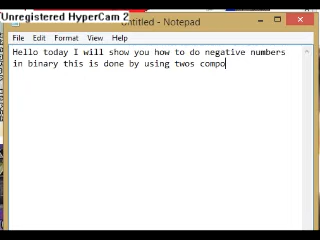 Unregistered HyperCam 2
Untitled - Notepad
File Edit Format View Help
Hello today I will show you how to do negative numbers
in binary this is done by using twos compo